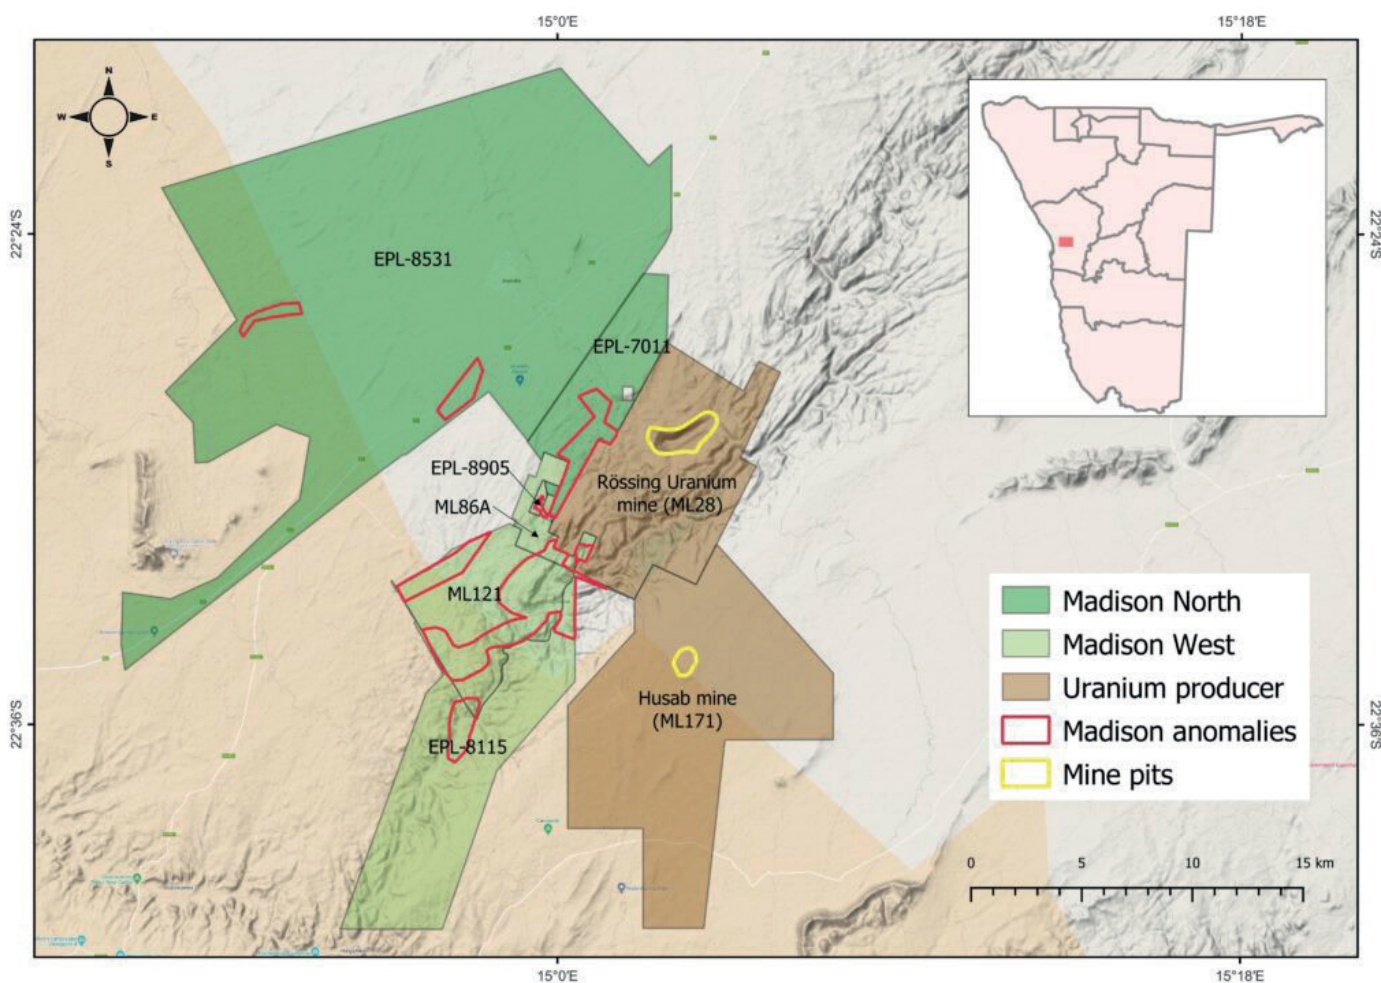 15°0'E
15°18'E
N
W
E
S
22°24'S
22°24'S
EPL-8531
EPL-7011
EPL-8905
Rössing Uranium
mine (ML28)
ML86A
ML121
Madison North
Madison West
Uranium producer
Madison anomalies
Mine pits
Husab mine
(ML171)
EPL-8115
22°36'S
22°36'S
0
5
10
15 km
15°0'E
15°18'E